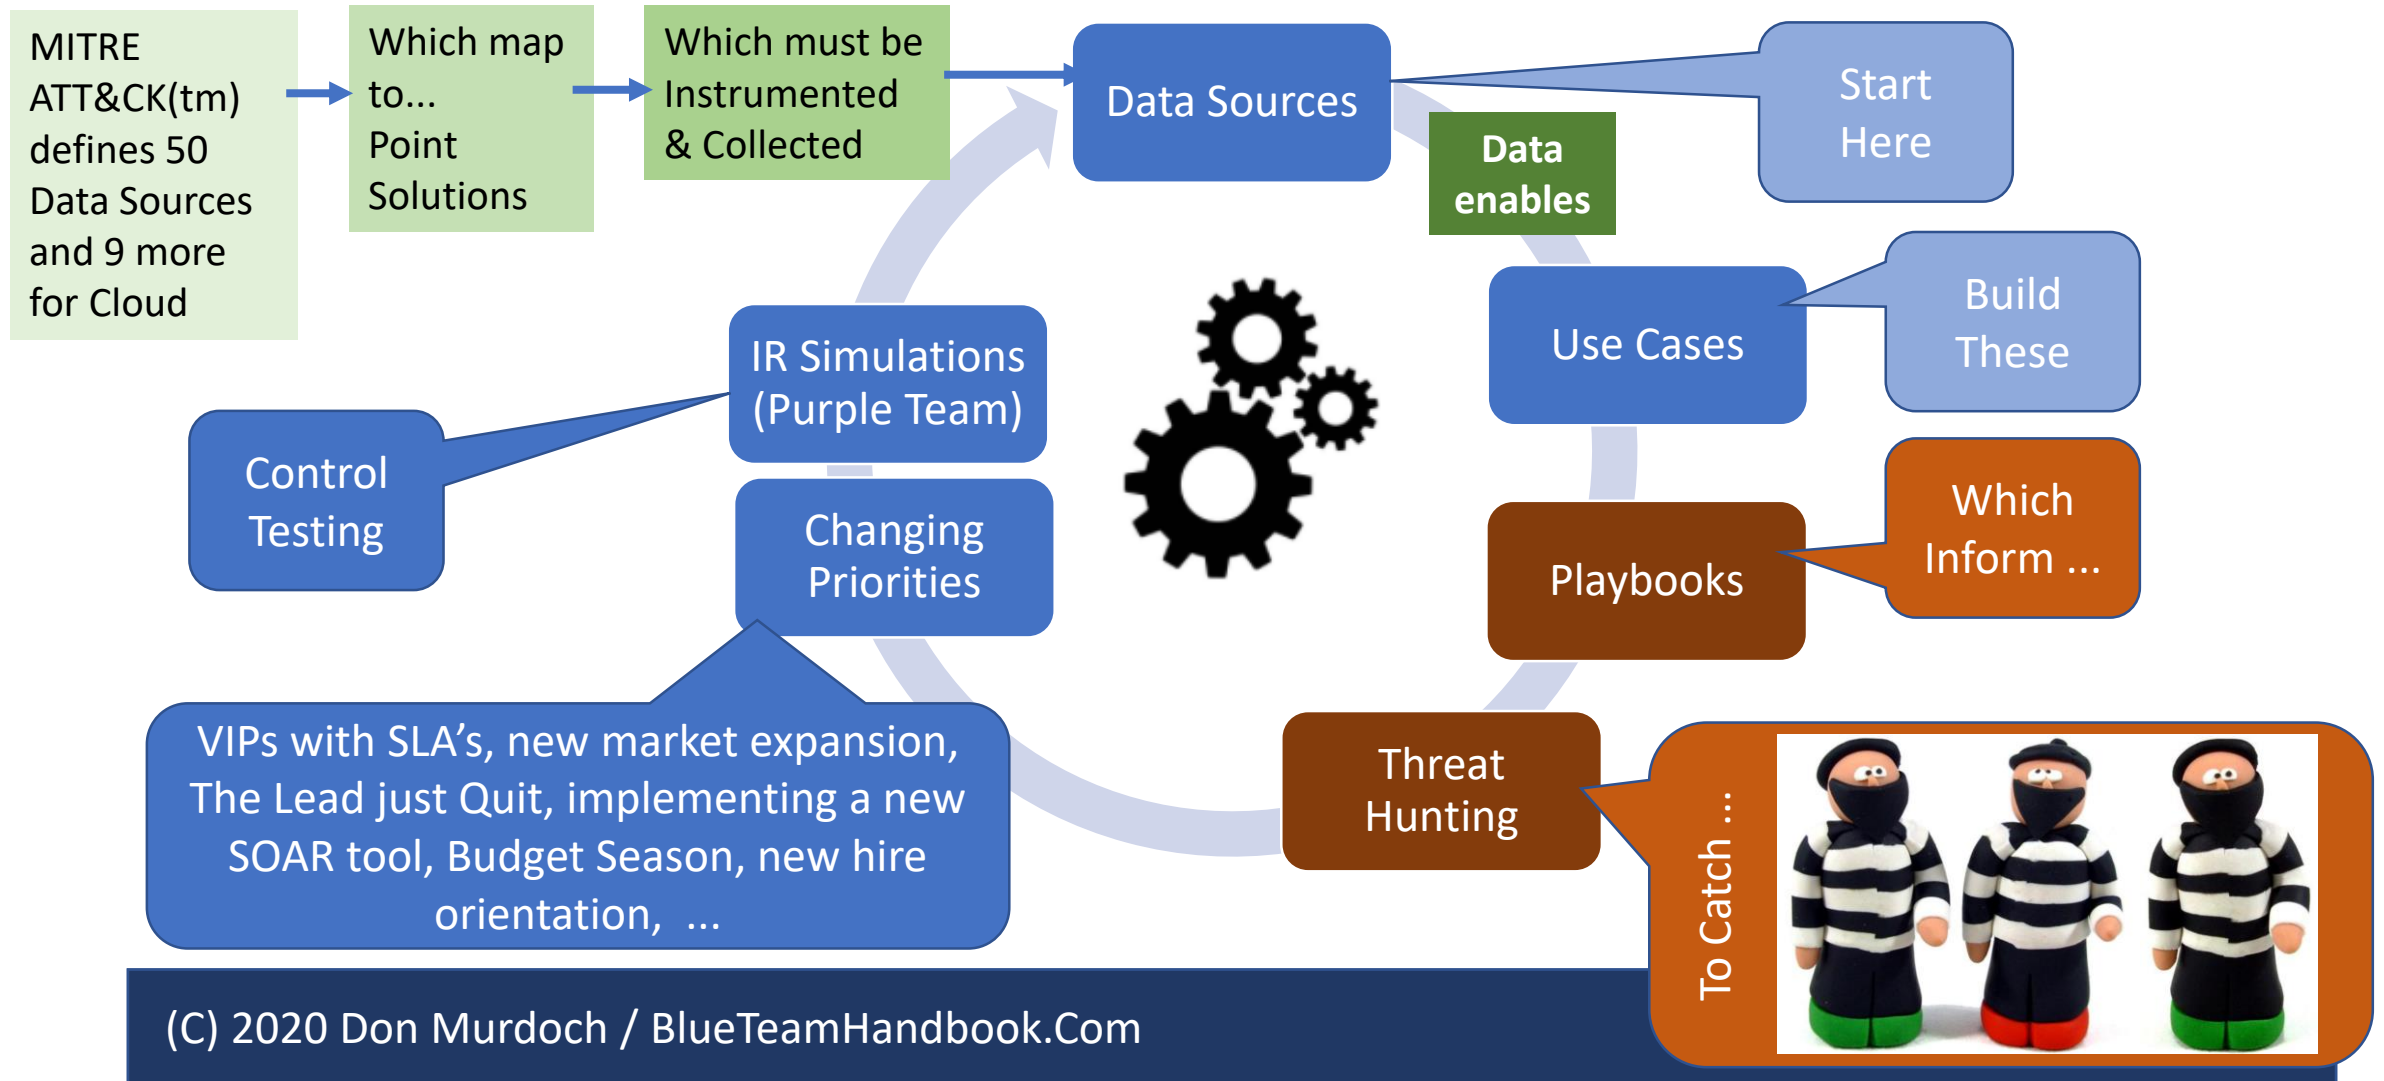 MITRE
ATT&CK(tm)
defines 50
Data Sources
and 9 more
for Cloud
Which map
to...
Point
Solutions
Which must be
Instrumented
& Collected
Data Sources
Start
Here
Data
enables
Use Cases
Build
These
Playbooks
Which
Inform ...
Threat
Hunting
To Catch ...
Changing
Priorities
VIPs with SLA’s, new market expansion,
The Lead just Quit, implementing a new
SOAR tool, Budget Season, new hire
orientation,  ...
IR Simulations
(Purple Team)
Control
Testing
(C) 2020 Don Murdoch / BlueTeamHandbook.Com